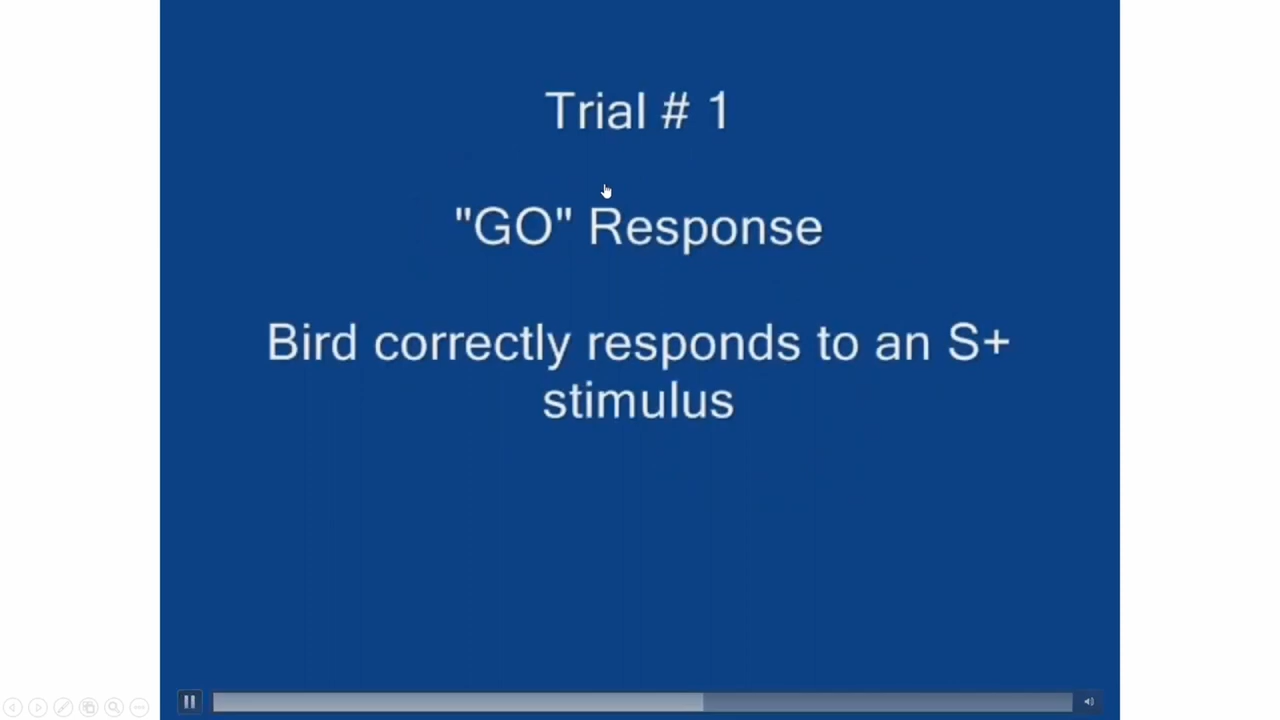 Trial # 1
"GO" Response
Bird correctly responds to an S+
stimulus